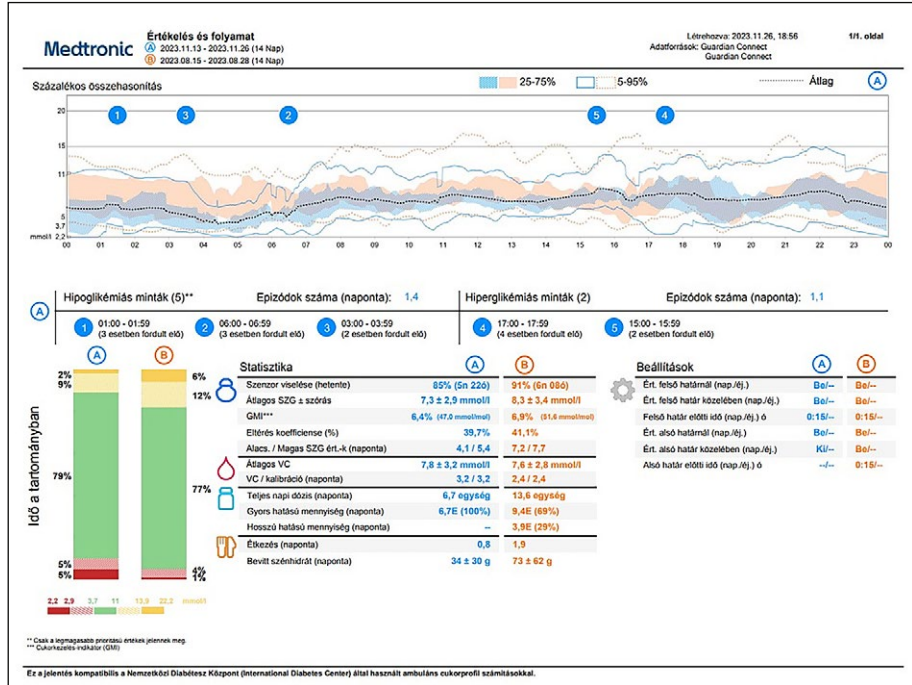 Medtronic
Értékelés és folyamat
A 2023.11.13 - 2023.11.26 (14 Nap)
B 2023.08.15 - 2023.08.28 (14 Nap)
Létrehozva: 2023.11.26, 18:56
Adatforrások: Guardian Connect
Guardian Connect
1/1. oldal
Százalékos összehasonítás
25-75% 5-95% Átlag A
20
15
11
5
3,7
mmol/l 2,2
1 3 2 5 4
00 01 02 03 04 05 06 07 08 09 10 11 12 13 14 15 16 17 18 19 20 21 22 23 00
A
Hipoglikémiás minták (5)** Epizódok száma (naponta): 1,4
1 01:00 - 01:59
(3 esetben fordult elő)
2 06:00 - 06:59
(3 esetben fordult elő)
3 03:00 - 03:59
(2 esetben fordult elő)
Hiperglikémiás minták (2) Epizódok száma (naponta): 1,1
4 17:00 - 17:59
(4 esetben fordult elő)
5 15:00 - 15:59
(2 esetben fordult elő)
Idő a tartományban
A B
2% 6%
9% 12%
79% 77%
5% 4%
5% 1%
2,2 2,9 3,7 11 13,9 22,2 mmol/l
Statisztika A B
Szenzor viselése (hetente) 85% (5n 22ó) 91% (6n 08ó)
Átlagos SZG ± szórás 7,3 ± 2,9 mmol/l 8,3 ± 3,4 mmol/l
GMI*** 6,4% (47,0 mmol/mol) 6,9% (51,6 mmol/mol)
Eltérés koefficiense (%) 39,7% 41,1%
Alacs. / Magas SZG ért.-k (naponta) 4,1 / 5,4 7,2 / 7,7
Átlagos VC 7,8 ± 3,2 mmol/l 7,6 ± 2,8 mmol/l
VC / kalibráció (naponta) 3,2 / 3,2 2,4 / 2,4
Teljes napi dózis (naponta) 6,7 egység 13,6 egység
Gyors hatású mennyiség (naponta) 6,7E (100%) 9,4E (69%)
Hosszú hatású mennyiség (naponta) -- 3,9E (29%)
Étkezés (naponta) 0,8 1,9
Bevitt szénhidrát (naponta) 34 ± 30 g 73 ± 62 g
Beállítások A B
Ért. felső határnál (nap./éj.) Be/-- Be/--
Ért. felső határ közelében (nap./éj.) Be/-- Be/--
Felső határ előtti idő (nap./éj.) ó 0:15/-- 0:15/--
Ért. alsó határnál (nap./éj.) Be/-- Be/--
Ért. alsó határ közelében (nap./éj.) Ki/-- Be/--
Alsó határ előtti idő (nap./éj.) ó --/-- 0:15/--
** Csak a legmagasabb prioritású értékek jelennek meg.
*** Cukorkezelés-indikátor (GMI)
Ez a jelentés kompatibilis a Nemzetközi Diabétesz Központ (International Diabetes Center) által használt ambuláns cukorprofil számításokkal.